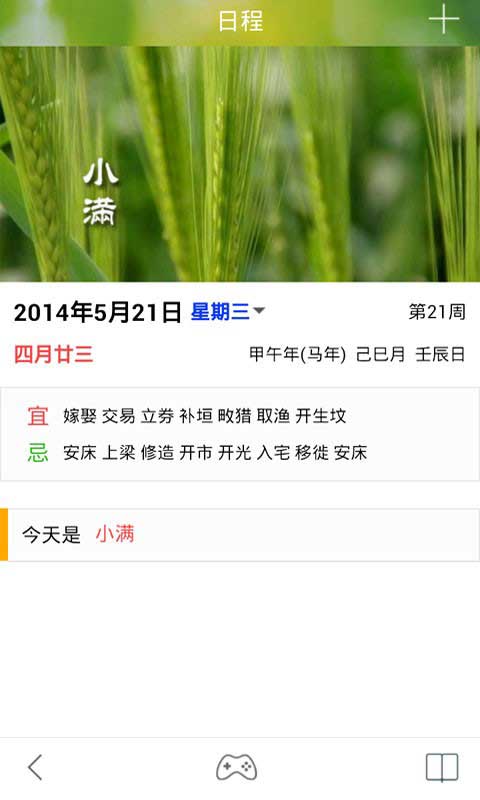 日程
小
滿
2014年5月21日 星期三 第21周
四月廿三 甲午年(马年) 己巳月 壬辰日
宜 嫁娶 交易 立券 补垣 畋猎 取渔 开生坟
忌 安床 上梁 修造 开市 开光 入宅 移徙 安床
今天是 小满